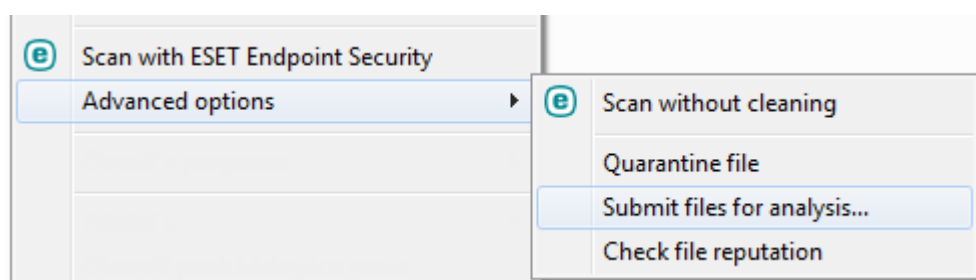 Scan with ESET Endpoint Security
Advanced options
Scan without cleaning
Quarantine file
Submit files for analysis...
Check file reputation